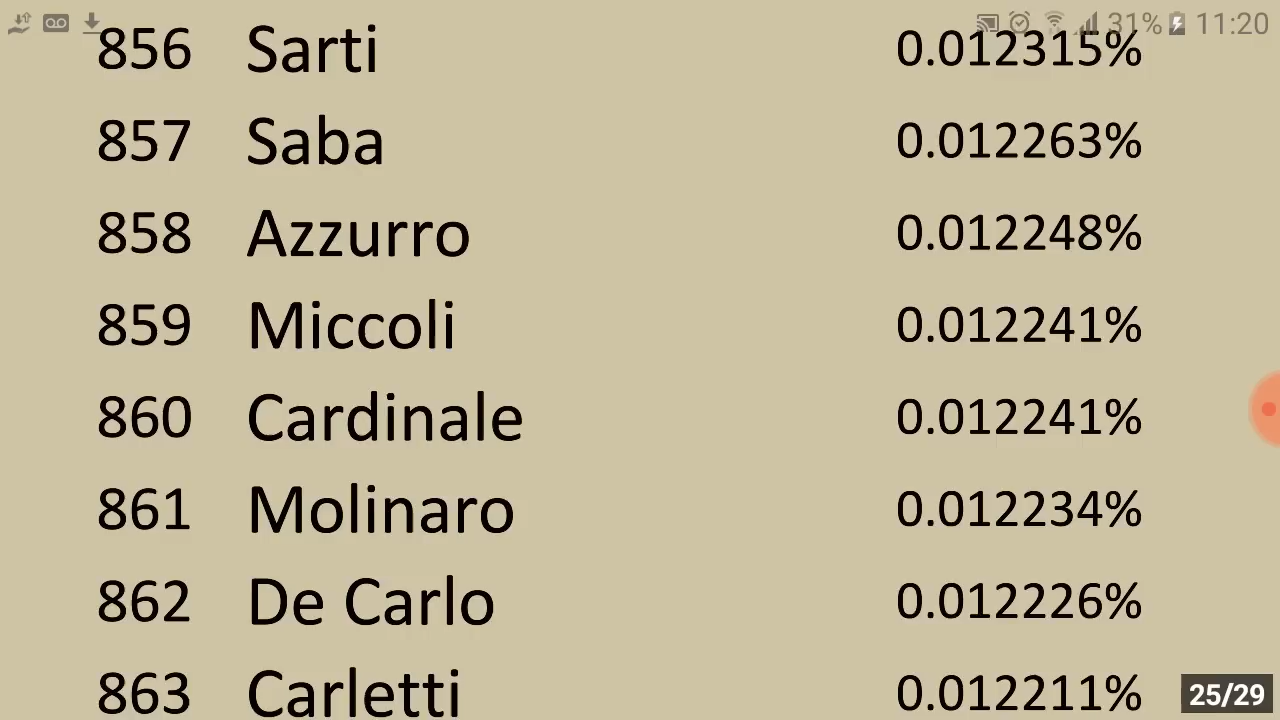 31% 11:20
856 Sarti 0.012315%
857 Saba 0.012263%
858 Azzurro 0.012248%
859 Miccoli 0.012241%
860 Cardinale 0.012241%
861 Molinaro 0.012234%
862 De Carlo 0.012226%
863 Carletti 0.012211%
25/29